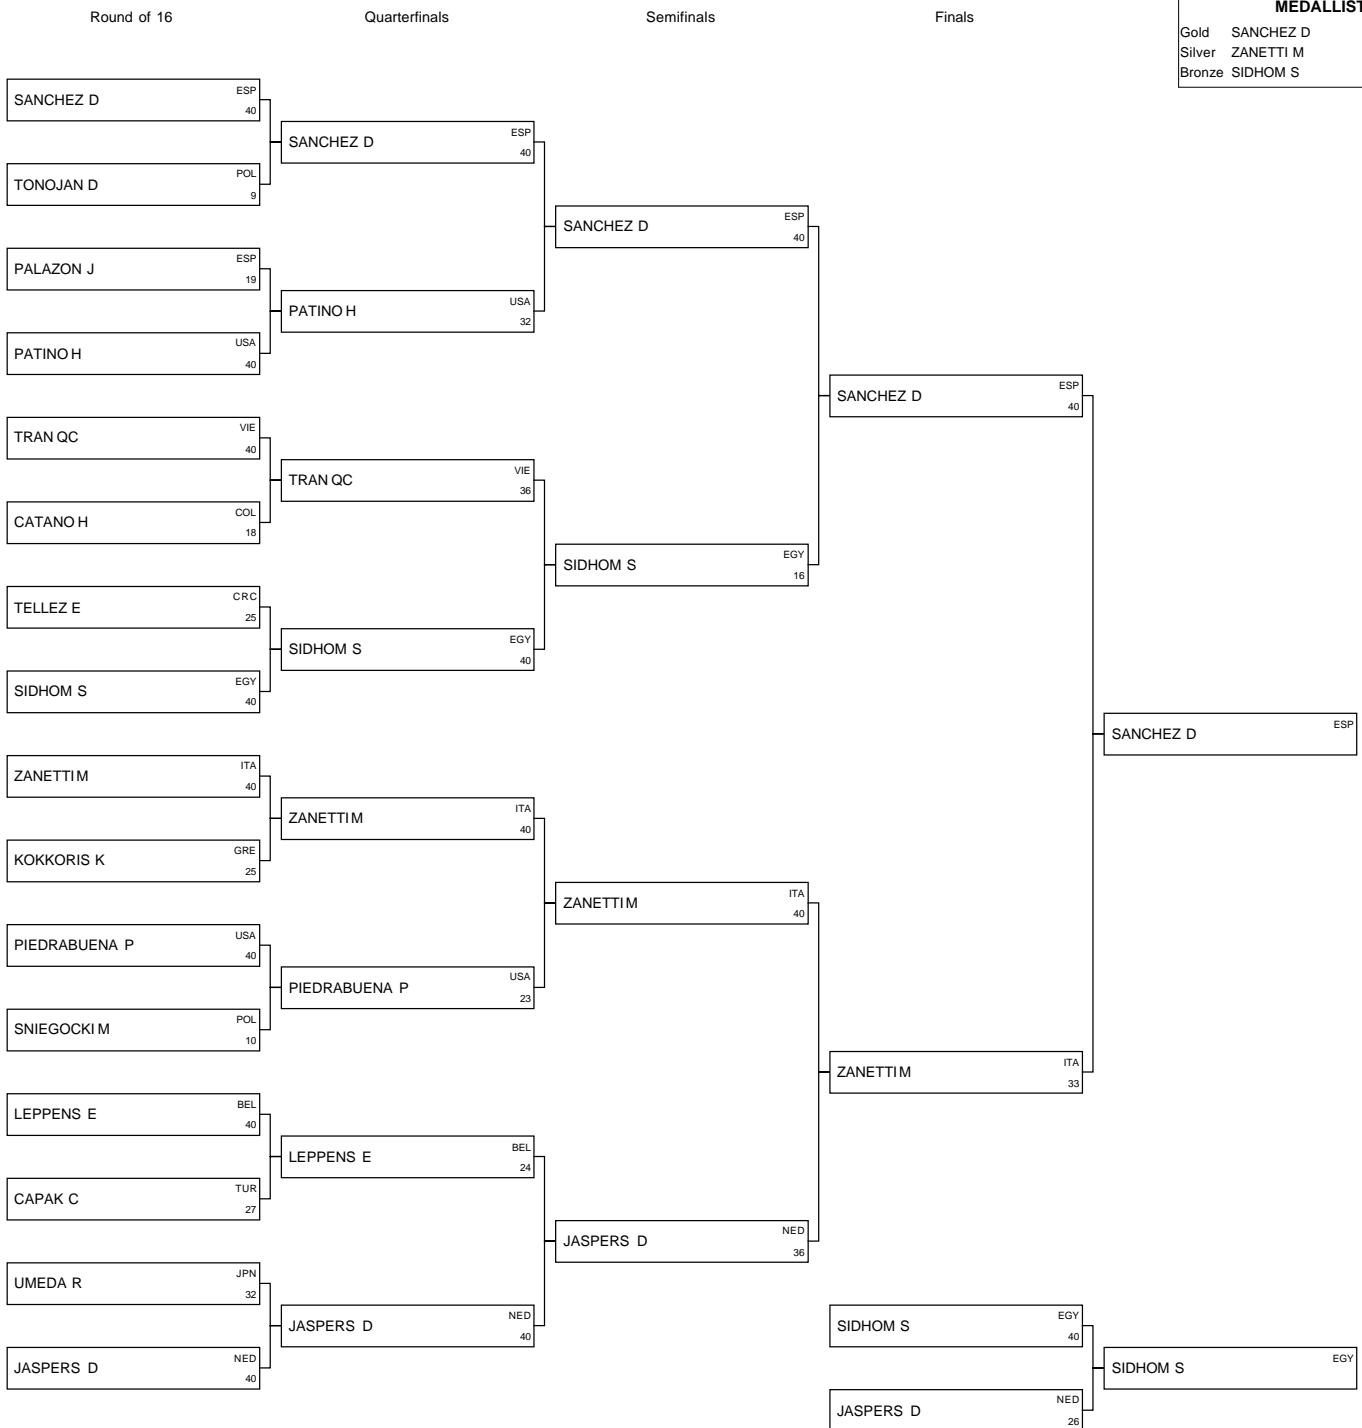 Round of 16
Quarterfinals
Semifinals
Finals
MEDALLIST
Gold SANCHEZ D
Silver ZANETTI M
Bronze SIDHOM S
SANCHEZ D ESP
40
TONOJAN D POL
9
PALAZON J ESP
19
PATINO H USA
40
TRAN QC VIE
40
CATANO H COL
18
TELLEZ E CRC
25
SIDHOM S EGY
40
ZANETTI M ITA
40
KOKKORIS K GRE
25
PIEDRABUENA P USA
40
SNIEGOCKI M POL
10
LEPPENS E BEL
40
CAPAK C TUR
27
UMEDA R JPN
32
JASPERS D NED
40
SANCHEZ D ESP
40
PATINO H USA
32
TRAN QC VIE
36
SIDHOM S EGY
40
ZANETTI M ITA
40
PIEDRABUENA P USA
23
LEPPENS E BEL
24
JASPERS D NED
40
SANCHEZ D ESP
40
SIDHOM S EGY
16
ZANETTI M ITA
40
JASPERS D NED
36
SANCHEZ D ESP
40
ZANETTI M ITA
33
SIDHOM S EGY
40
JASPERS D NED
26
SANCHEZ D ESP
SIDHOM S EGY